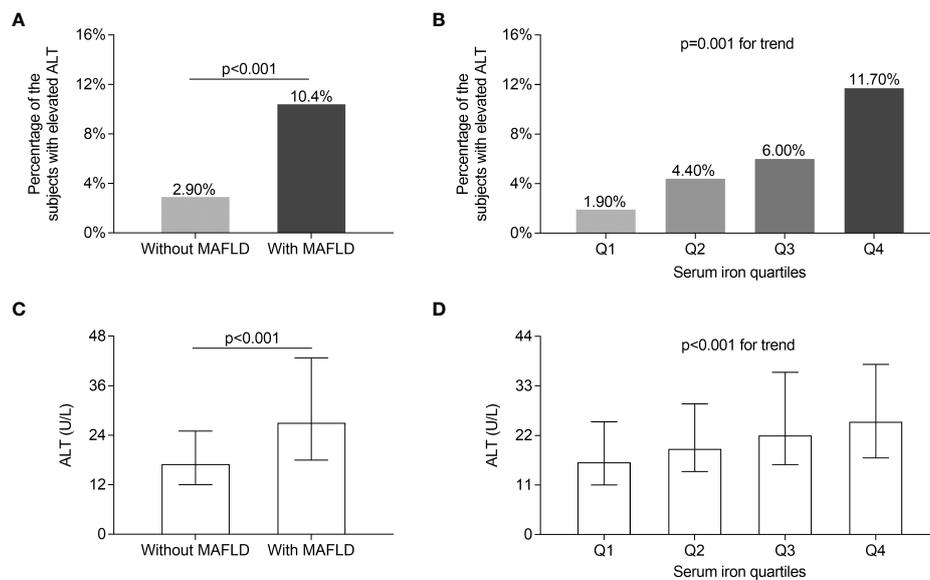 A
Percenrtage of the
subjects with elevated ALT
16%
12%
8%
4%
0%
p<0.001
2.90%
10.4%
Without MAFLD
With MAFLD
B
Percenrtage of the
subjects with elevated ALT
16%
12%
8%
4%
0%
p=0.001 for trend
1.90%
4.40%
6.00%
11.70%
Q1
Q2
Q3
Q4
Serum iron quartiles
C
ALT (U/L)
48
36
24
12
0
p<0.001
Without MAFLD
With MAFLD
D
ALT (U/L)
44
33
22
11
0
p<0.001 for trend
Q1
Q2
Q3
Q4
Serum iron quartiles